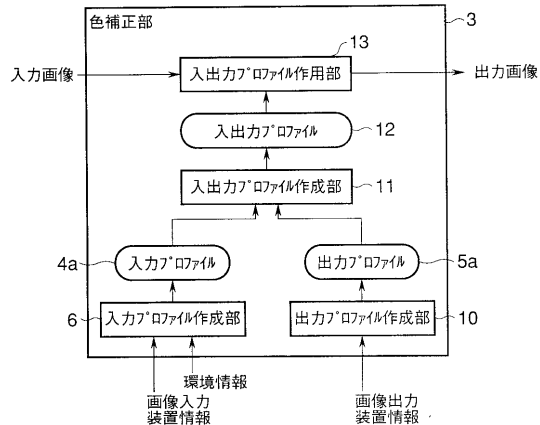 色補正部
3
13
入力画像
入出力プロファイル作用部
出力画像
入出力プロファイル
12
入出力プロファイル作成部
11
4a
入力プロファイル
出力プロファイル
5a
6
入力プロファイル作成部
出力プロファイル作成部
10
環境情報
画像入力
装置情報
画像出力
装置情報